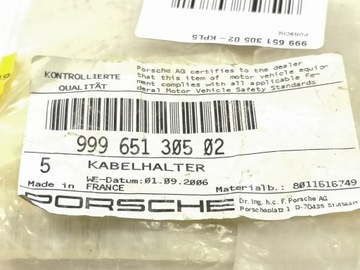 999 651 305 02 - KPL5
PORSCHE
KONTROLLIERTE
QUALITÄT
Porsche AG certifies to the dealer
that this item of motor vehicle equip-
ment complies with all applicable Fe-
deral Motor Vehicle Safety Standards
999 651 305 02
5 KABELHALTER
WE-Datum:01.09.2006
Made in FRANCE
Materialb.: 8011616749
PORSCHE
Dr. ing. h.c. F. Porsche AG
Porscheplatz 1 D-70435 Stuttgart